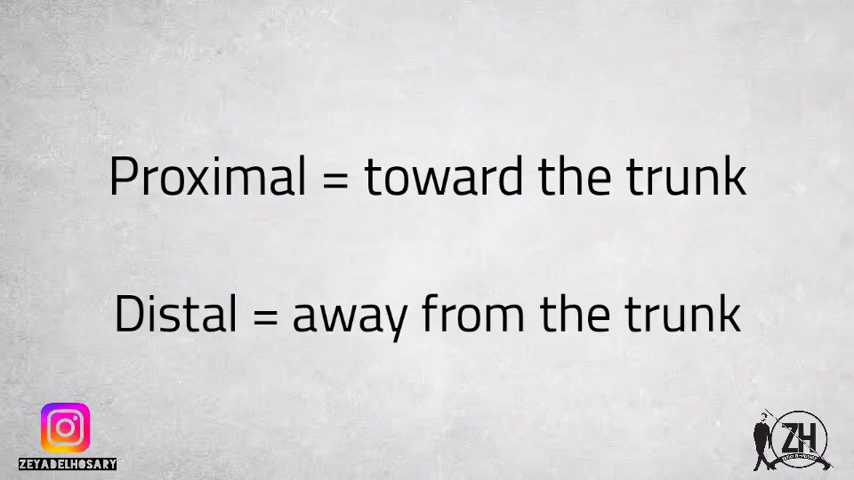 Proximal = toward the trunk
Distal = away from the trunk
ZEYADELHOSARY
ZH